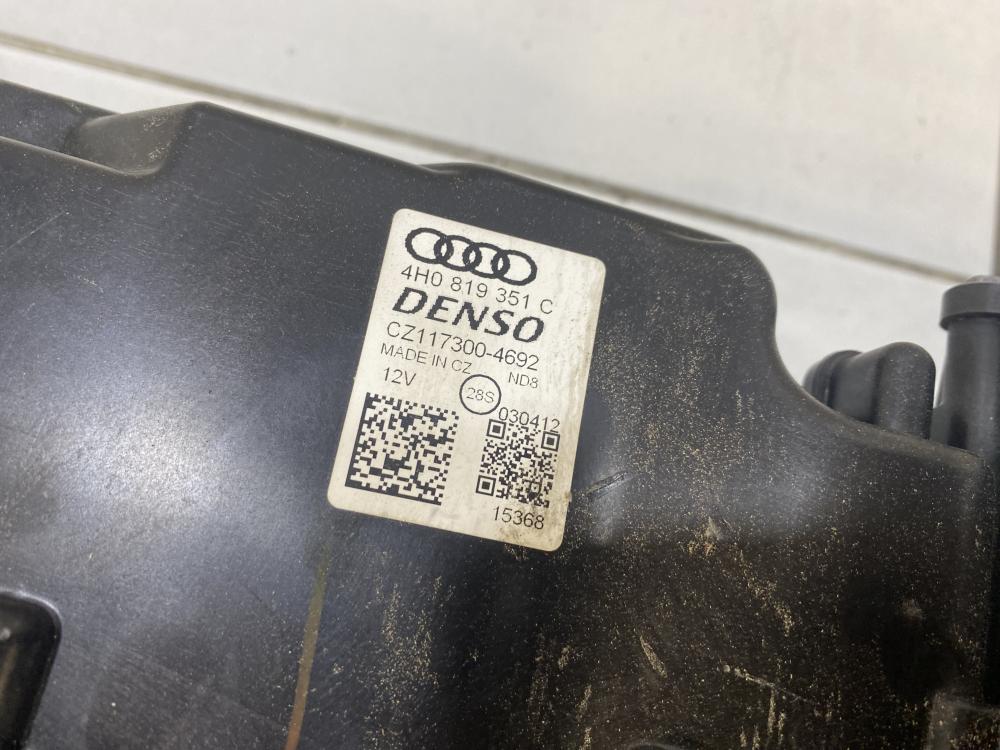 4H0 819 351 C
DENSO
CZ117300-4692
MADE IN CZ ND8
12V 28S
030412
15368